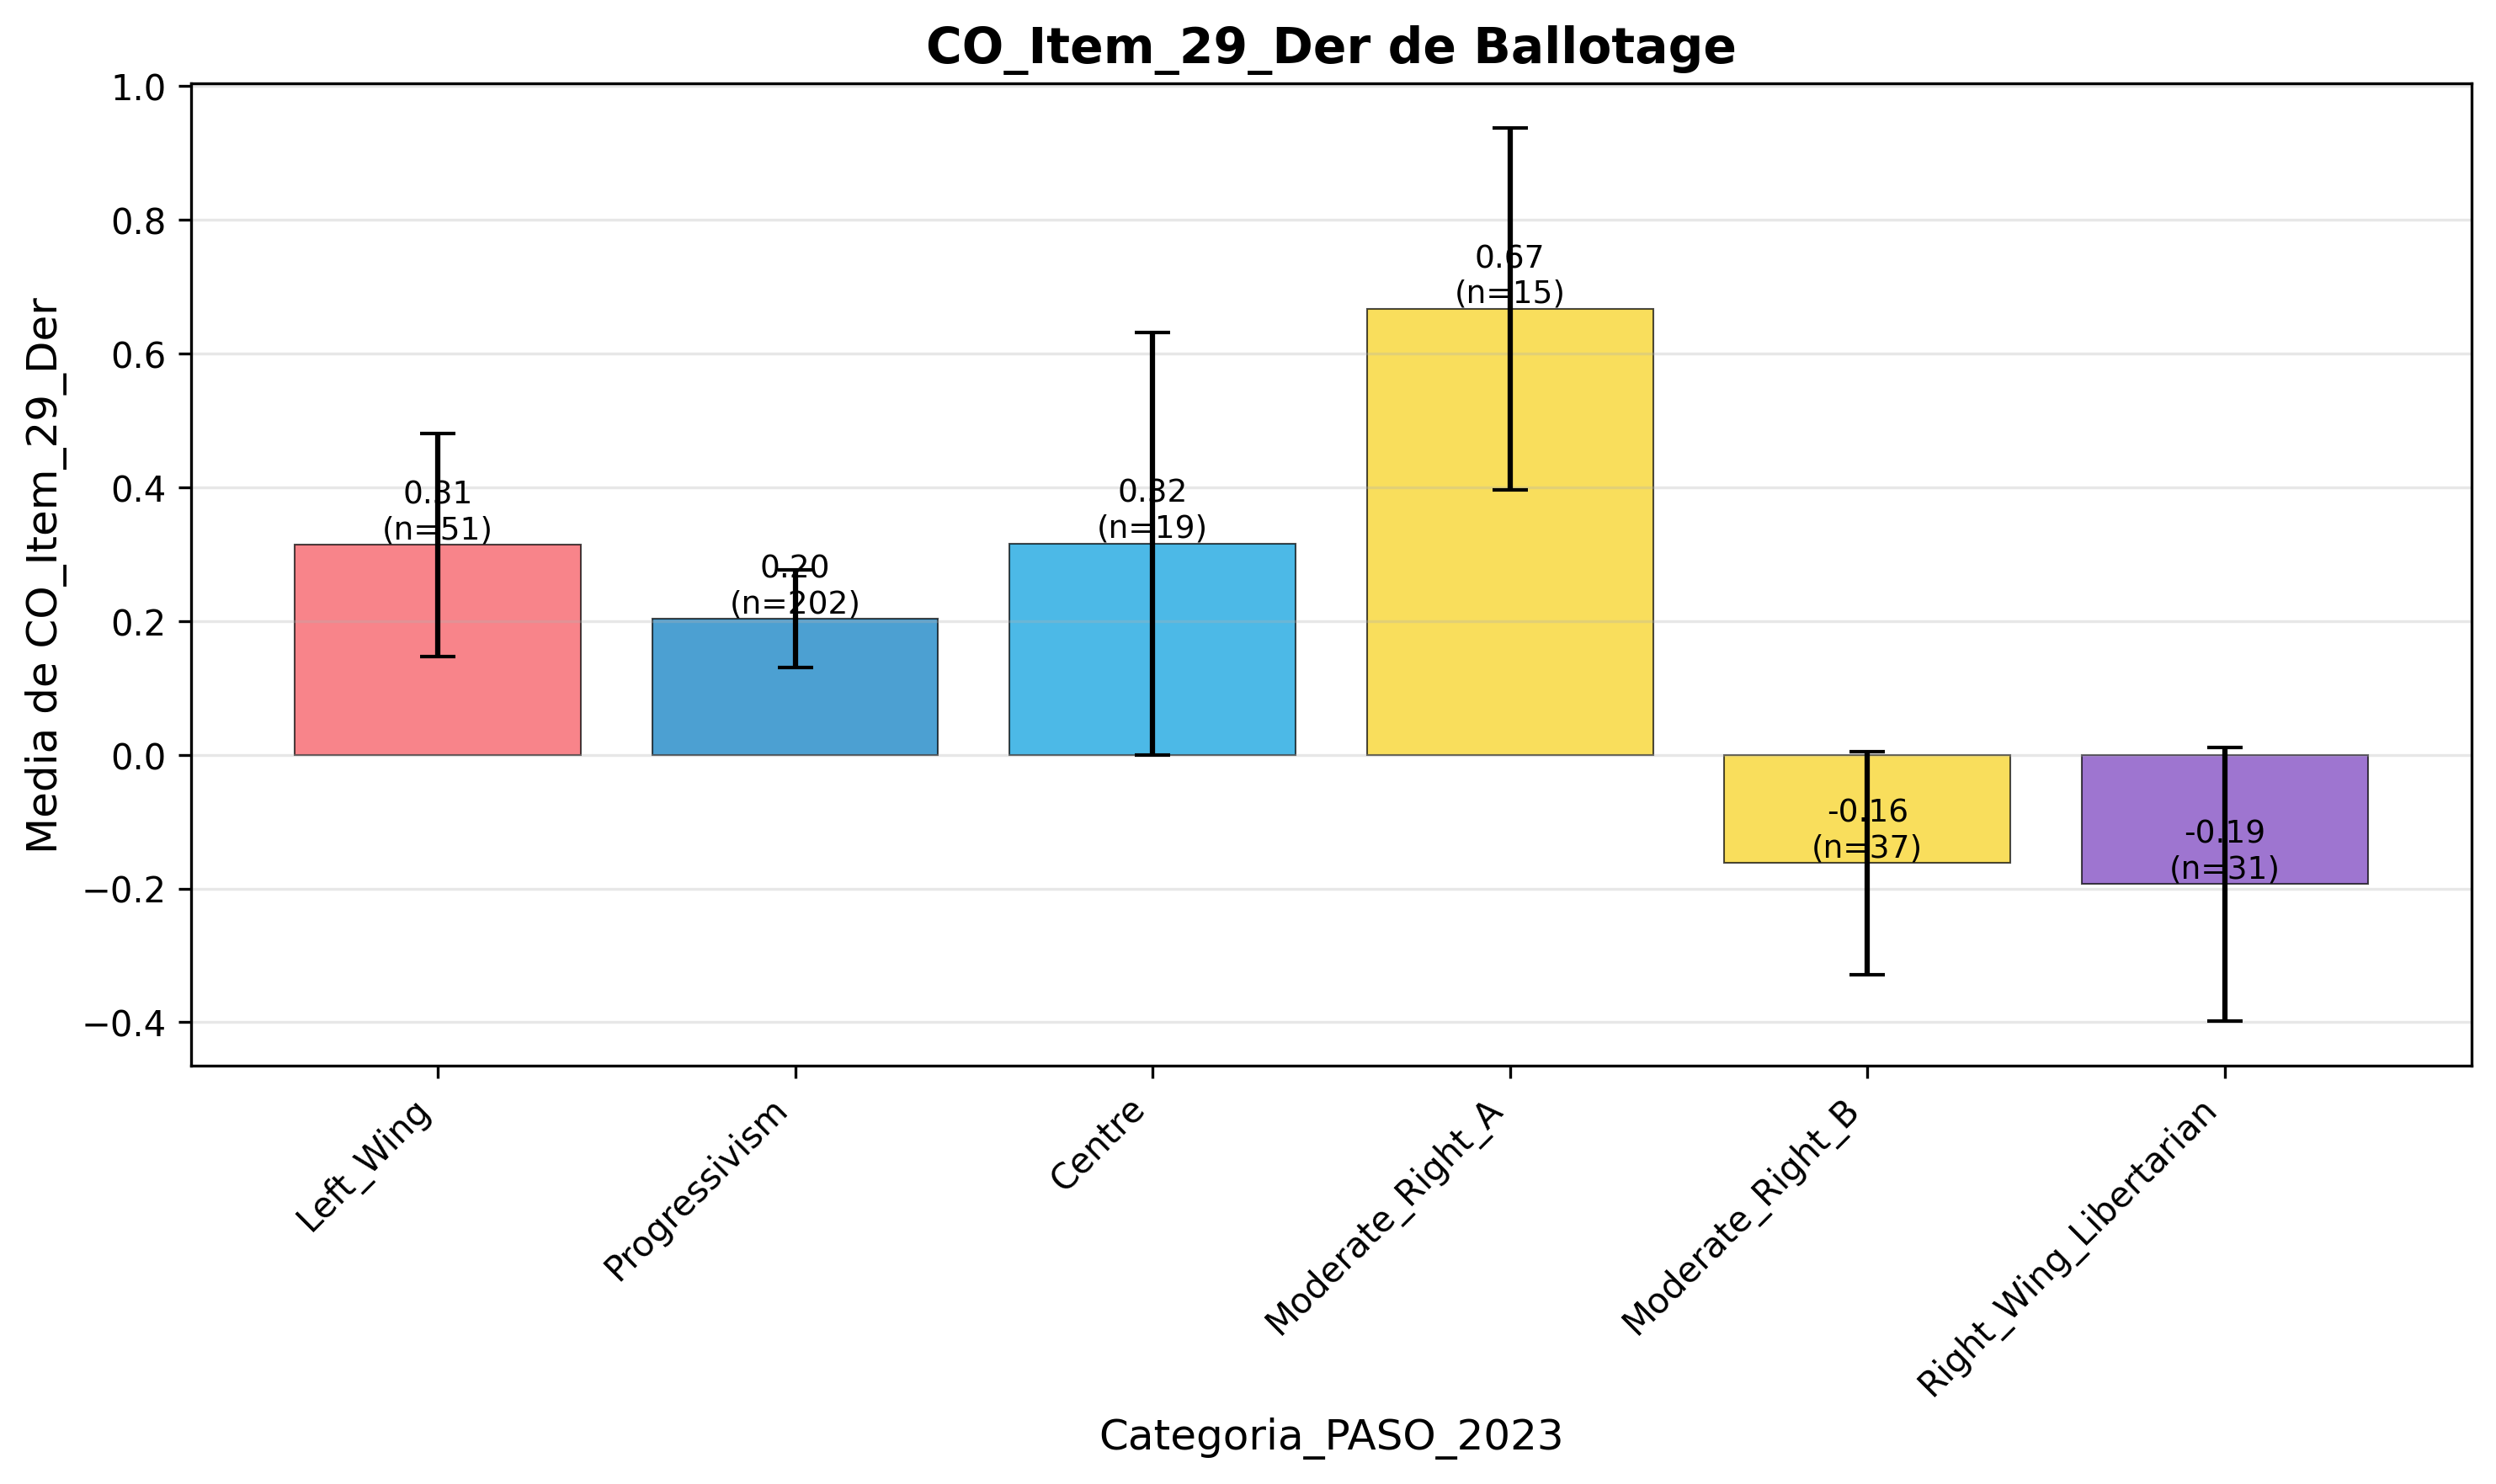 CO_Item_29_Der de Ballotage
Media de CO_Item_29_Der
1.0
0.8
0.6
0.4
0.2
0.0
−0.2
−0.4
0.31
(n=51)
0.20
(n=202)
0.32
(n=19)
0.67
(n=15)
-0.16
(n=37)
-0.19
(n=31)
Left_Wing
Progressivism
Centre
Moderate_Right_A
Moderate_Right_B
Right_Wing_Libertarian
Categoria_PASO_2023